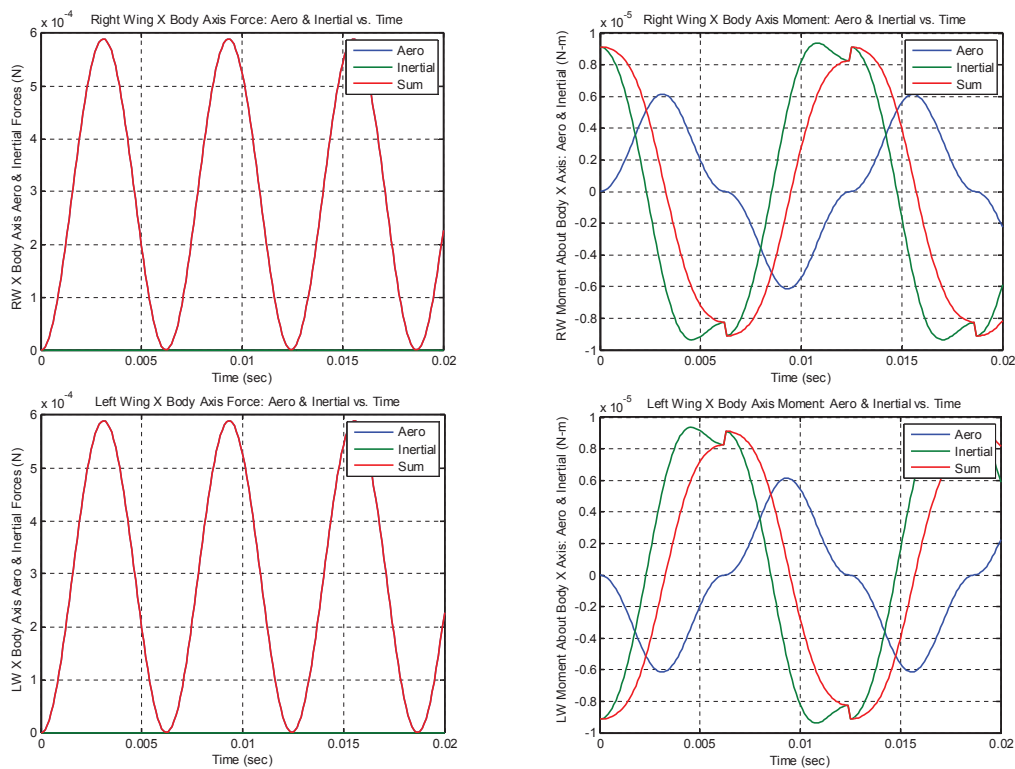 Right Wing X Body Axis Force: Aero & Inertial vs. Time
x 10^-4
RW X Body Axis Aero & Inertial Forces (N)
6
5
4
3
2
1
0
0
0.005
0.01
0.015
0.02
Time (sec)
Aero
Inertial
Sum
Right Wing X Body Axis Moment: Aero & Inertial vs. Time
x 10^-5
RW Moment About Body X Axis: Aero & Inertial (N-m)
1
0.8
0.6
0.4
0.2
0
-0.2
-0.4
-0.6
-0.8
-1
0
0.005
0.01
0.015
0.02
Time (sec)
Aero
Inertial
Sum
Left Wing X Body Axis Force: Aero & Inertial vs. Time
x 10^-4
LW X Body Axis Aero & Inertial Forces (N)
6
5
4
3
2
1
0
0
0.005
0.01
0.015
0.02
Time (sec)
Aero
Inertial
Sum
Left Wing X Body Axis Moment: Aero & Inertial vs. Time
x 10^-5
LW Moment About Body X Axis: Aero & Inertial (N-m)
1
0.8
0.6
0.4
0.2
0
-0.2
-0.4
-0.6
-0.8
-1
0
0.005
0.01
0.015
0.02
Time (sec)
Aero
Inertial
Sum